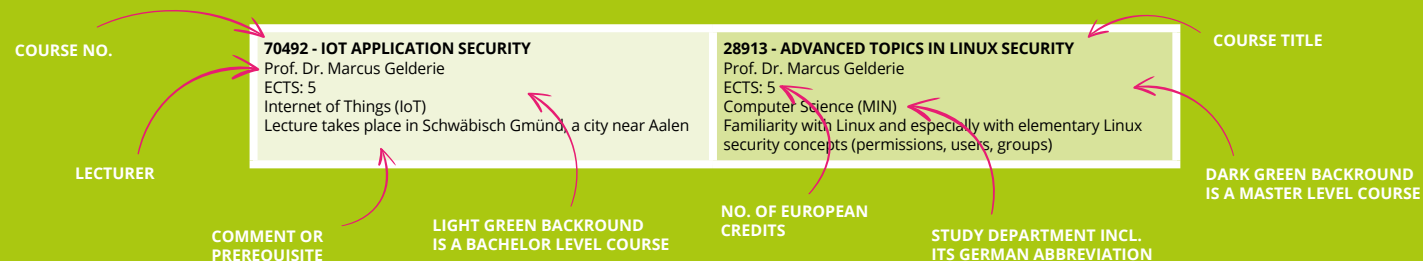 COURSE NO.
70492 - IOT APPLICATION SECURITY
Prof. Dr. Marcus Gelderie
ECTS: 5
Internet of Things (IoT)
Lecture takes place in Schwäbisch Gmünd, a city near Aalen
28913 - ADVANCED TOPICS IN LINUX SECURITY
Prof. Dr. Marcus Gelderie
ECTS: 5
Computer Science (MIN)
Familiarity with Linux and especially with elementary Linux
security concepts (permissions, users, groups)
COURSE TITLE
LECTURER
COMMENT OR
PREREQUISITE
LIGHT GREEN BACKROUND
IS A BACHELOR LEVEL COURSE
NO. OF EUROPEAN
CREDITS
STUDY DEPARTMENT INCL.
ITS GERMAN ABBREVIATION
DARK GREEN BACKROUND
IS A MASTER LEVEL COURSE